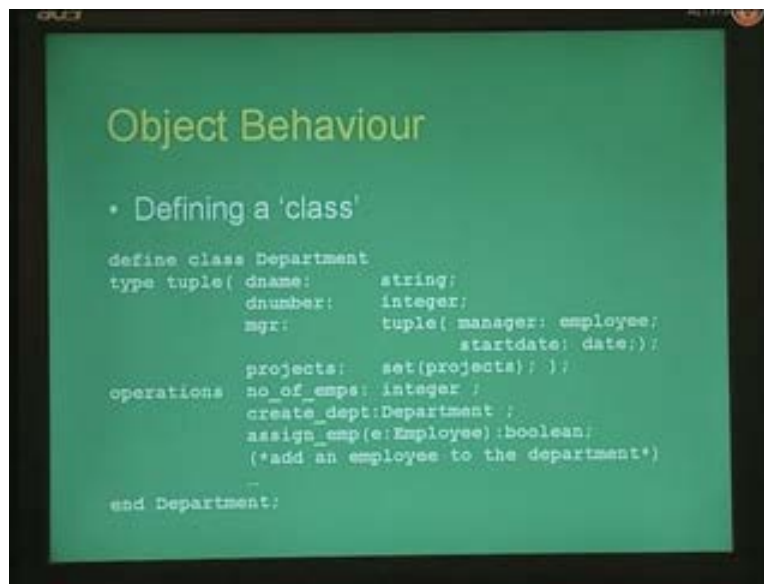 acer
Object Behaviour
• Defining a 'class'
define class Department
type tuple( dname: string;
dnumber: integer;
mgr: tuple( manager: employee;
startdate: date;);
projects: set(projects); );
operations no_of_emps: integer ;
create_dept:Department ;
assign_emp(e:Employee):boolean;
(*add an employee to the department*)
…
end Department;